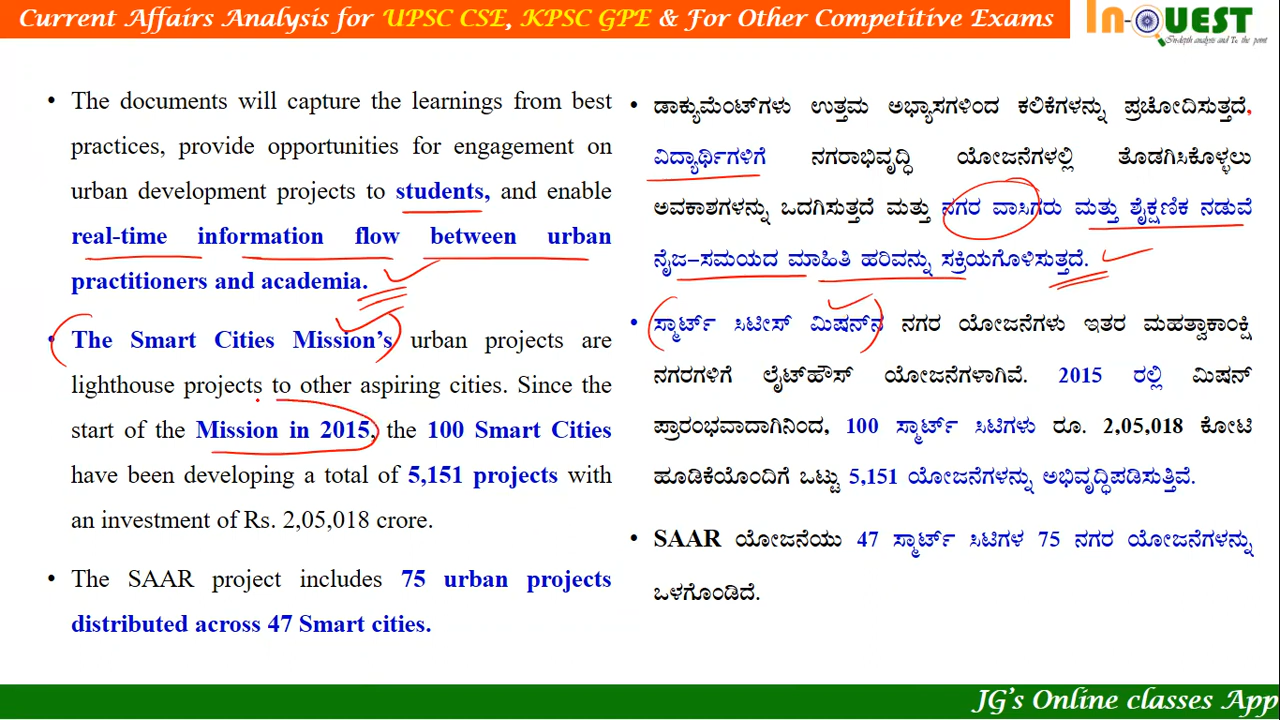 Current Affairs Analysis for UPSC CSE, KPSC GPE & For Other Competitive Exams
In-QUEST
In-depth analysis and To the point
• The documents will capture the learnings from best
practices, provide opportunities for engagement on
urban development projects to students, and enable
real-time information flow between urban
practitioners and academia.
• The Smart Cities Mission's urban projects are
lighthouse projects to other aspiring cities. Since the
start of the Mission in 2015, the 100 Smart Cities
have been developing a total of 5,151 projects with
an investment of Rs. 2,05,018 crore.
• The SAAR project includes 75 urban projects
distributed across 47 Smart cities.
• ಡಾಕ್ಯುಮೆಂಟ್‌ಗಳು ಉತ್ತಮ ಅಭ್ಯಾಸಗಳಿಂದ ಕಲಿಕೆಗಳನ್ನು ಪ್ರಚೋದಿಸುತ್ತದೆ,
ವಿದ್ಯಾರ್ಥಿಗಳಿಗೆ ನಗರಾಭಿವೃದ್ಧಿ ಯೋಜನೆಗಳಲ್ಲಿ ತೊಡಗಿಸಿಕೊಳ್ಳಲು
ಅವಕಾಶಗಳನ್ನು ಒದಗಿಸುತ್ತದೆ ಮತ್ತು ನಗರ ವಾಸಿಗರು ಮತ್ತು ಶೈಕ್ಷಣಿಕ ನಡುವೆ
ನೈಜ-ಸಮಯದ ಮಾಹಿತಿ ಹರಿವನ್ನು ಸಕ್ರಿಯಗೊಳಿಸುತ್ತದೆ.
• ಸ್ಮಾರ್ಟ್ ಸಿಟೀಸ್ ಮಿಷನ್‌ನ ನಗರ ಯೋಜನೆಗಳು ಇತರ ಮಹತ್ವಾಕಾಂಕ್ಷಿ
ನಗರಗಳಿಗೆ ಲೈಟ್‌ಹೌಸ್ ಯೋಜನೆಗಳಾಗಿವೆ. 2015 ರಲ್ಲಿ ಮಿಷನ್
ಪ್ರಾರಂಭವಾದಾಗಿನಿಂದ, 100 ಸ್ಮಾರ್ಟ್ ಸಿಟಿಗಳು ರೂ. 2,05,018 ಕೋಟಿ
ಹೂಡಿಕೆಯೊಂದಿಗೆ ಒಟ್ಟು 5,151 ಯೋಜನೆಗಳನ್ನು ಅಭಿವೃದ್ಧಿಪಡಿಸುತ್ತಿವೆ.
• SAAR ಯೋಜನೆಯು 47 ಸ್ಮಾರ್ಟ್ ಸಿಟಿಗಳ 75 ನಗರ ಯೋಜನೆಗಳನ್ನು
ಒಳಗೊಂಡಿದೆ.
JG's Online classes App